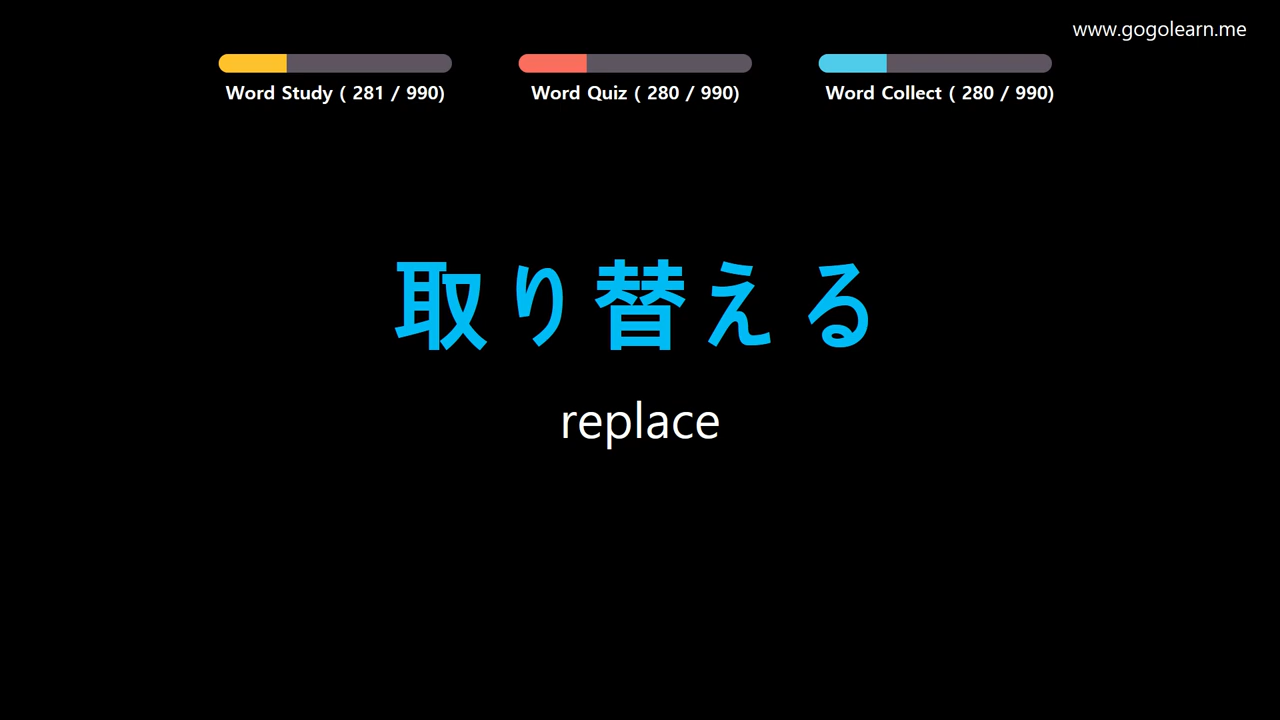 www.gogolearn.me
Word Study ( 281 / 990)
Word Quiz ( 280 / 990)
Word Collect ( 280 / 990)
取り替える
replace